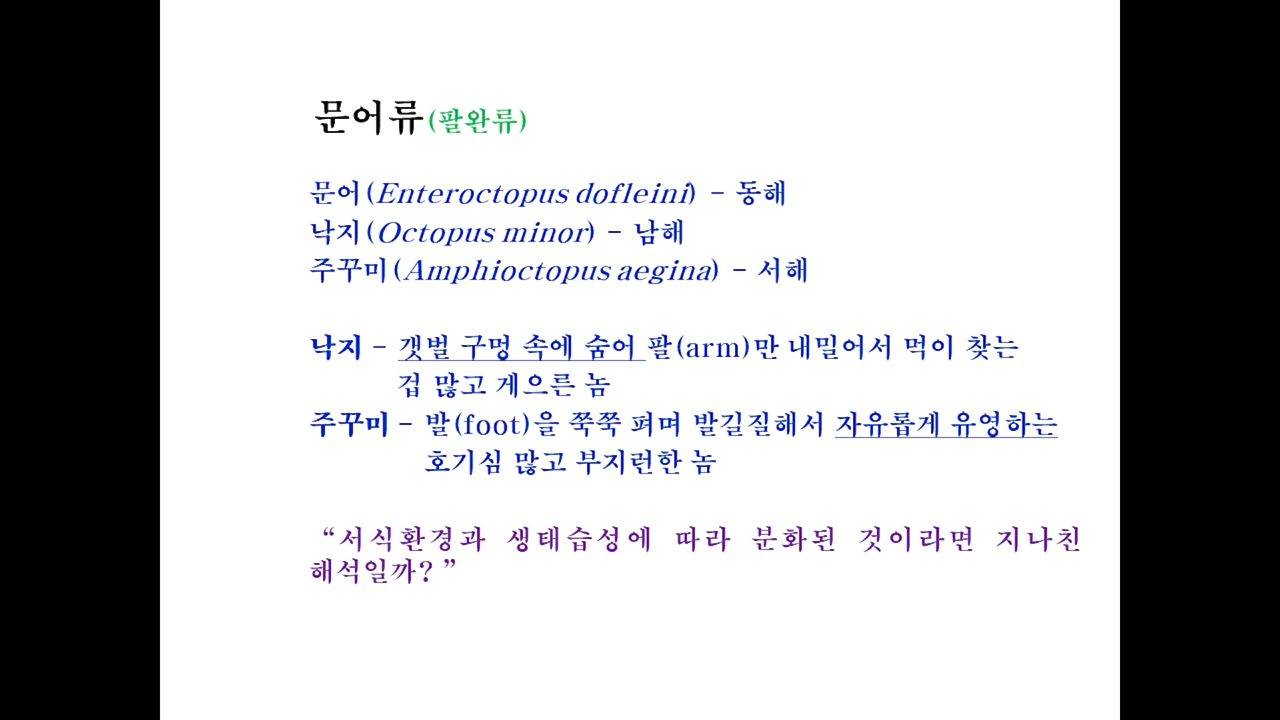 문어류(팔완류)
문어(Enteroctopus dofleini) - 동해
낙지(Octopus minor) - 남해
주꾸미(Amphioctopus aegina) - 서해
낙지 - 갯벌 구멍 속에 숨어 팔(arm)만 내밀어서 먹이 찾는
겁 많고 게으른 놈
주꾸미 - 발(foot)을 쭉쭉 펴며 발길질해서 자유롭게 유영하는
호기심 많고 부지런한 놈
“서식환경과 생태습성에 따라 분화된 것이라면 지나친
해석일까?”